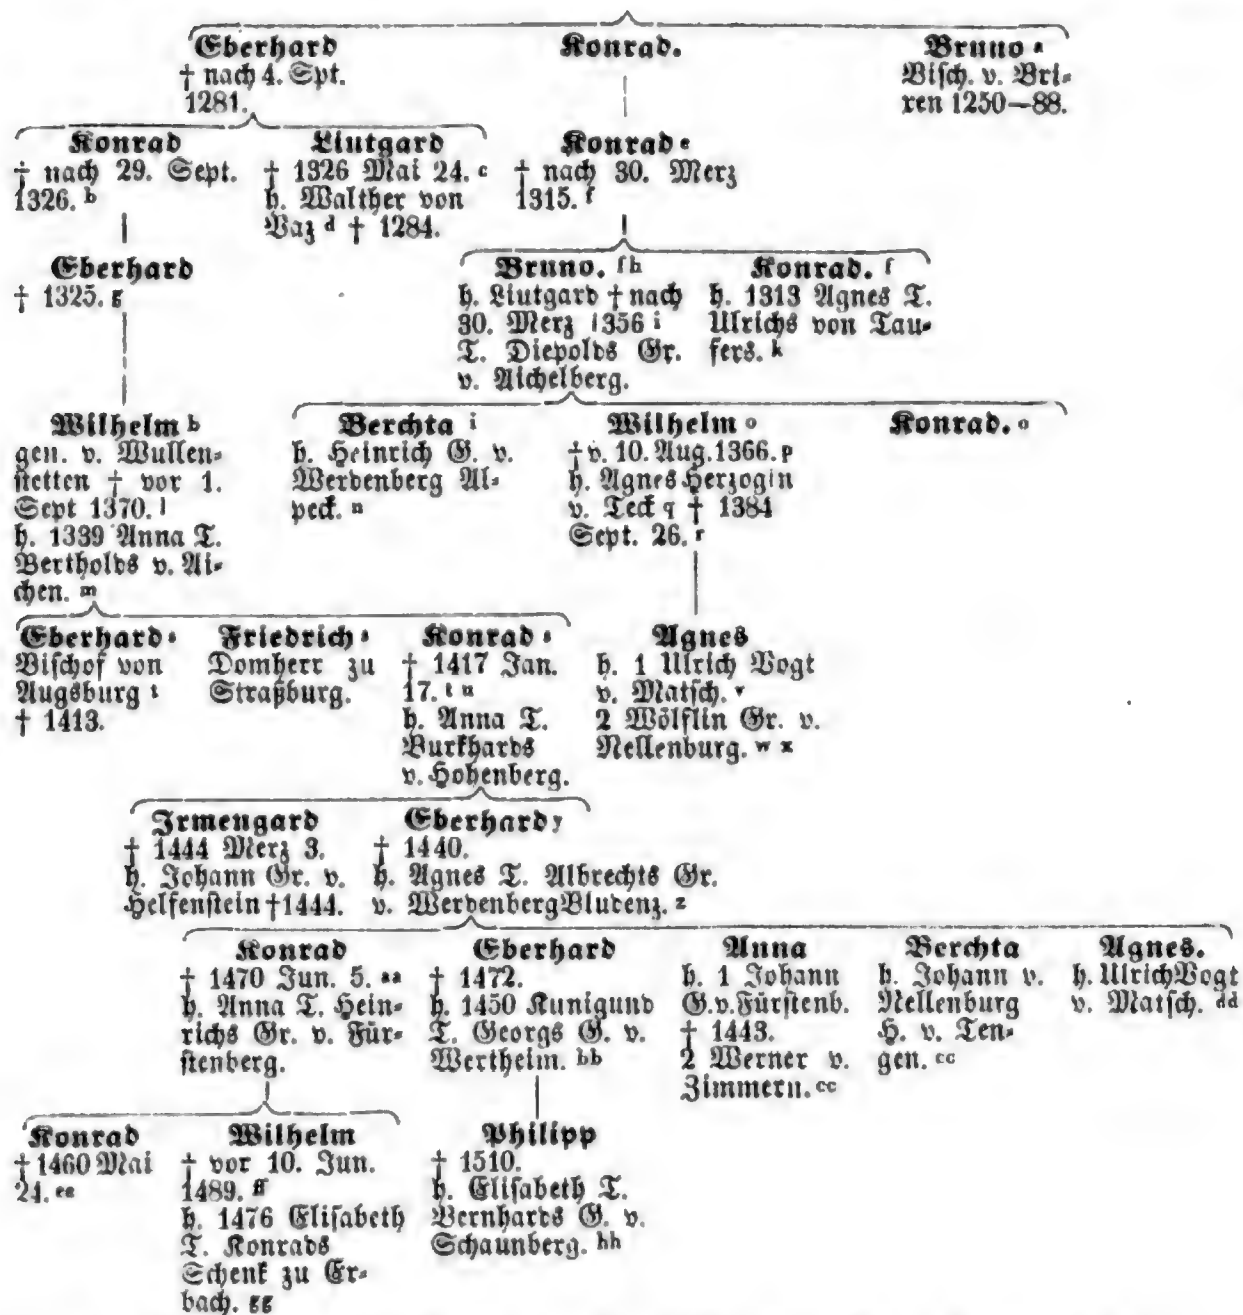 Eberhard
† nach 4. Spt.
1281.
Konrad.
Bruno a
Bisch. v. Bri-
xen 1250—88.
Konrad
† nach 29. Sept.
1326. b
Liutgard
† 1326 Mai 24. c
h. Walther von
Vaz d † 1284.
Konrad e
† nach 30. Merz
1315. f
Eberhard
† 1325. g
Bruno. f h
h. Liutgard † nach
30. Merz 1356 i
T. Diepolds Gr.
v. Aichelberg.
Konrad. f
h. 1313 Agnes T.
Ulrichs von Tau-
fers. k
Wilhelm b
gen. v. Wullen-
stetten † vor 1.
Sept 1370. l
h. 1339 Anna T.
Bertholds v. Ai-
chen. m
Berchta i
h. Heinrich G. v.
Werdenberg Al-
peck. n
Wilhelm o
† v. 10. Aug. 1366. p
h. Agnes Herzogin
v. Teck q † 1384
Sept. 26. r
Konrad. o
Eberhard s
Bischof von
Augsburg t
† 1413.
Friedrich s
Domherr zu
Straßburg.
Konrad s
† 1417 Jan.
17. t u
h. Anna T.
Burkhards
v. Hohenberg.
Agnes
h. 1 Ulrich Vogt
v. Matsch. v
2 Wölflin Gr. v.
Nellenburg. w x
Irmengard
† 1444 Merz 3.
h. Johann Gr. v.
Helfenstein †1444.
Eberhard y
† 1440.
h. Agnes T. Albrechts Gr.
v. Werdenberg Bludenz. z
Konrad
† 1470 Jun. 5. aa
h. Anna T. Hein-
richs Gr. v. Für-
stenberg.
Eberhard
† 1472.
h. 1450 Kunigund
T. Georgs G. v.
Wertheim. bb
Anna
h. 1 Johann
G. v. Fürstenb.
† 1443.
2 Werner v.
Zimmern. cc
Berchta
h. Johann v.
Nellenburg
H. v. Ten-
gen. cc
Agnes.
h. Ulrich Vogt
v. Matsch. dd
Konrad
† 1460 Mai
24. ee
Wilhelm
† vor 10. Jun.
1489. ff
h. 1476 Elisabeth
T. Konrads
Schenk zu Er-
bach. gg
Philipp
† 1510.
h. Elisabeth T.
Bernhards G. v.
Schaunberg. hh